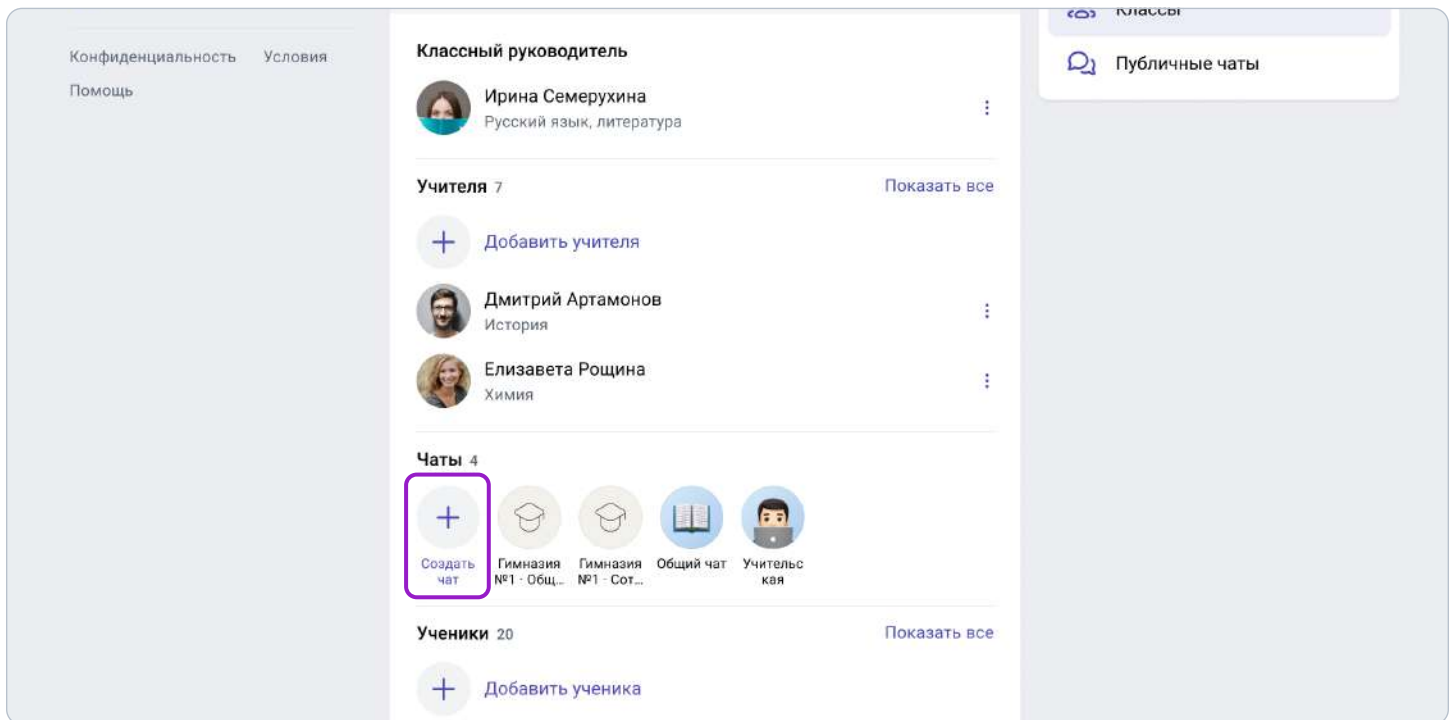 Конфиденциальность Условия
Помощь
Классный руководитель
Ирина Семерухина
Русский язык, литература
Учителя 7
Показать все
Добавить учителя
Дмитрий Артамонов
История
Елизавета Рощина
Химия
Чаты 4
Создать
чат
Гимназия
№1 - Общ...
Гимназия
№1 - Сот...
Общий чат
Учительс
кая
Ученики 20
Показать все
Добавить ученика
Классы
Публичные чаты